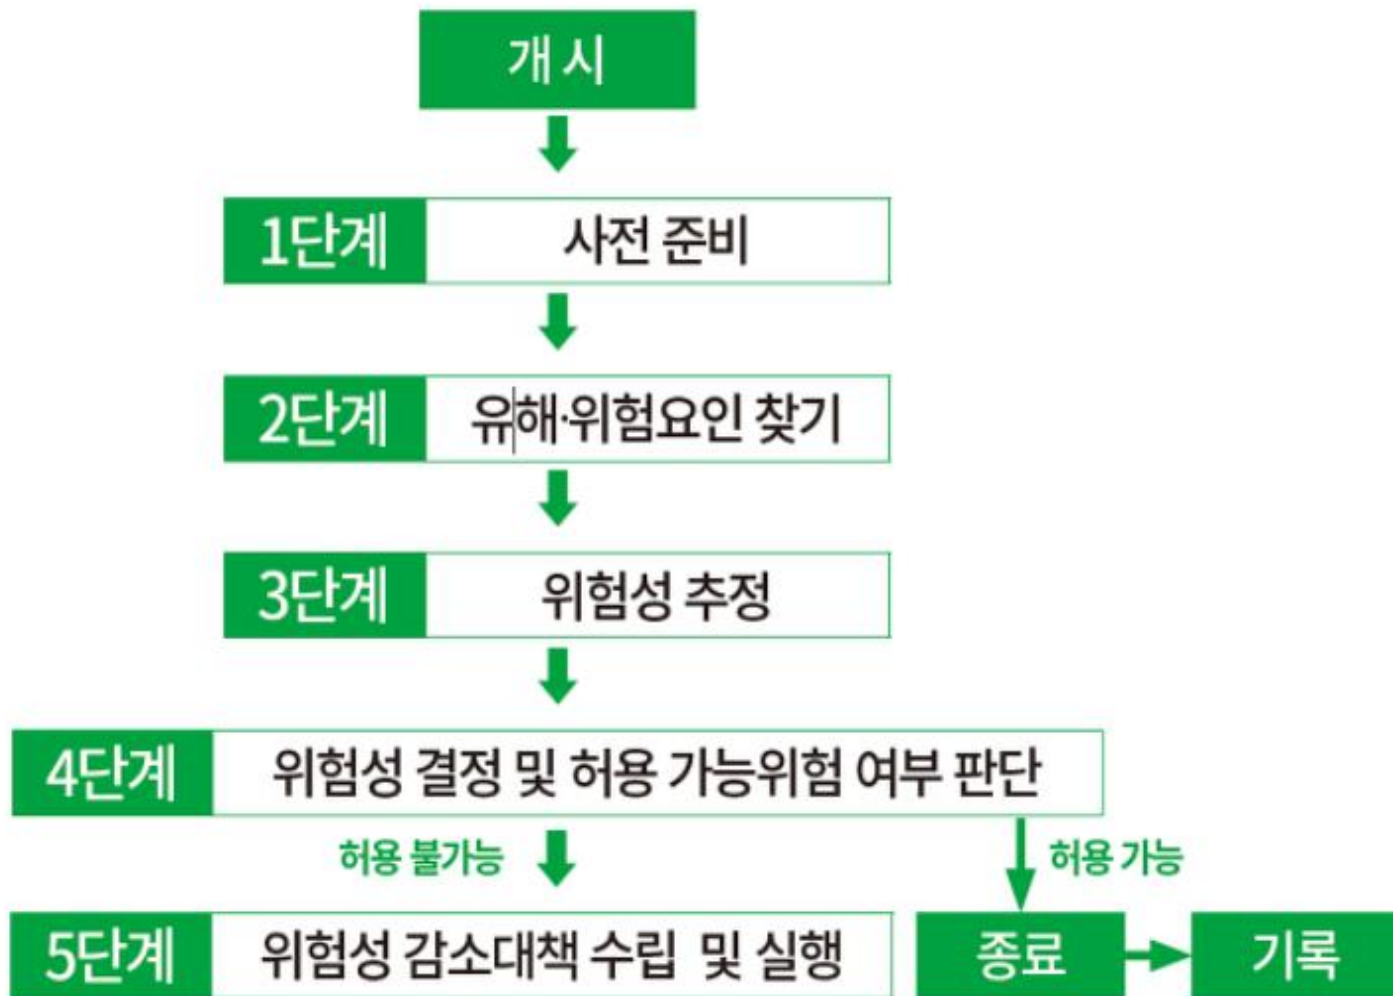 개 시
1단계 사전 준비
2단계 유해·위험요인 찾기
3단계 위험성 추정
4단계 위험성 결정 및 허용 가능위험 여부 판단
허용 불가능 허용 가능
5단계 위험성 감소대책 수립 및 실행 종료 기록